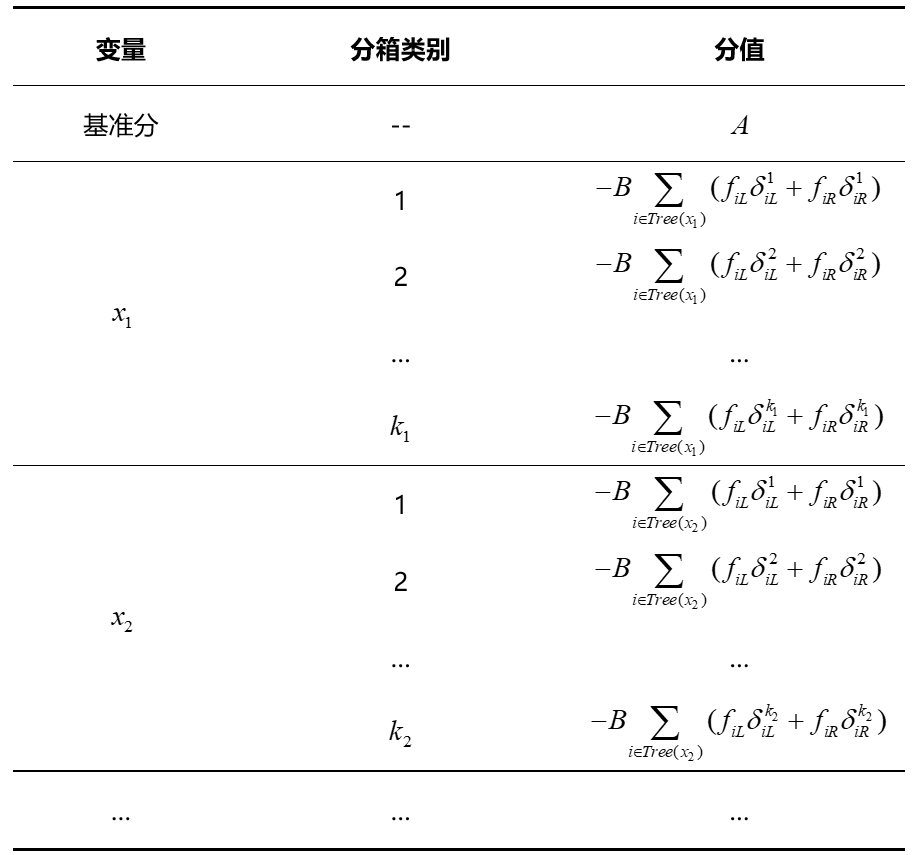 变量 分箱类别 分值
基准分 -- A
1 $-B\sum_{i\in Tree(x_1)}(f_{iL}\delta_{iL}^{1}+f_{iR}\delta_{iR}^{1})$
2 $-B\sum_{i\in Tree(x_1)}(f_{iL}\delta_{iL}^{2}+f_{iR}\delta_{iR}^{2})$
$x_1$
... ...
$k_1$ $-B\sum_{i\in Tree(x_1)}(f_{iL}\delta_{iL}^{k_1}+f_{iR}\delta_{iR}^{k_1})$
1 $-B\sum_{i\in Tree(x_2)}(f_{iL}\delta_{iL}^{1}+f_{iR}\delta_{iR}^{1})$
2 $-B\sum_{i\in Tree(x_2)}(f_{iL}\delta_{iL}^{2}+f_{iR}\delta_{iR}^{2})$
$x_2$
... ...
$k_2$ $-B\sum_{i\in Tree(x_2)}(f_{iL}\delta_{iL}^{k_2}+f_{iR}\delta_{iR}^{k_2})$
... ... ...